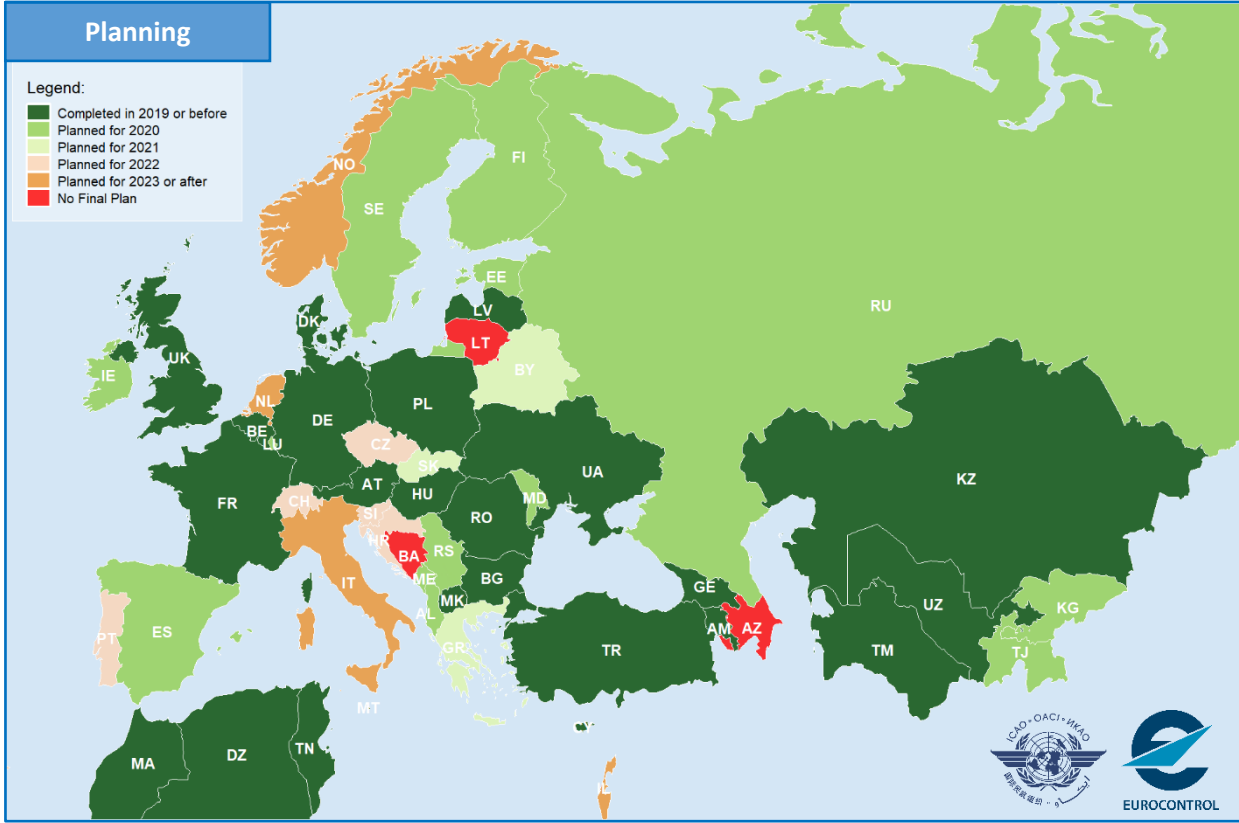 Planning
Legend:
Completed in 2019 or before
Planned for 2020
Planned for 2021
Planned for 2022
Planned for 2023 or after
No Final Plan
NO
FI
SE
EE
RU
LV
DK
LT
UK
BY
IE
NL
PL
DE
BE
LU
CZ
SK
UA
KZ
AT
HU
MD
FR
CH
SI
RO
HR
BA
RS
IT
ME
BG
GE
MK
UZ
KG
AL
AM
AZ
ES
PT
GR
TR
TM
TJ
MT
CY
TN
DZ
MA
IL
ICAO · OACI · ИКАО
EUROCONTROL